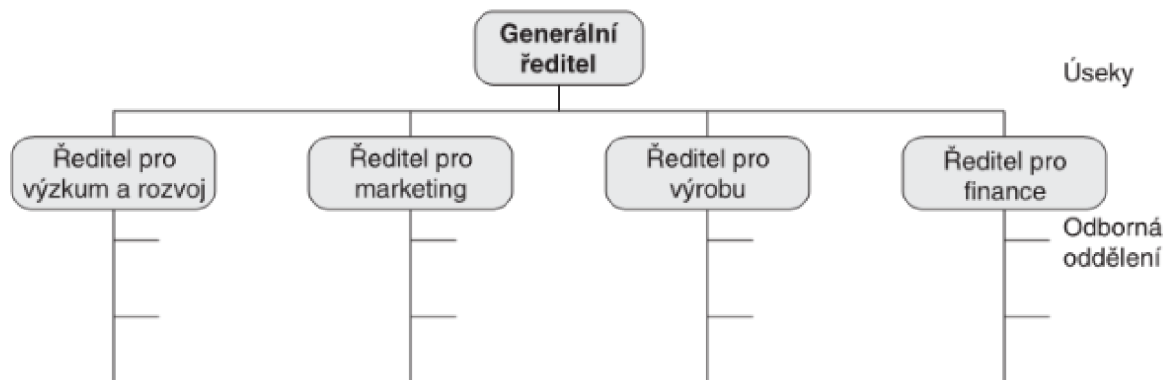 Generální
ředitel
Úseky
Ředitel pro
výzkum a rozvoj
Ředitel pro
marketing
Ředitel pro
výrobu
Ředitel pro
finance
Odborná
oddělení